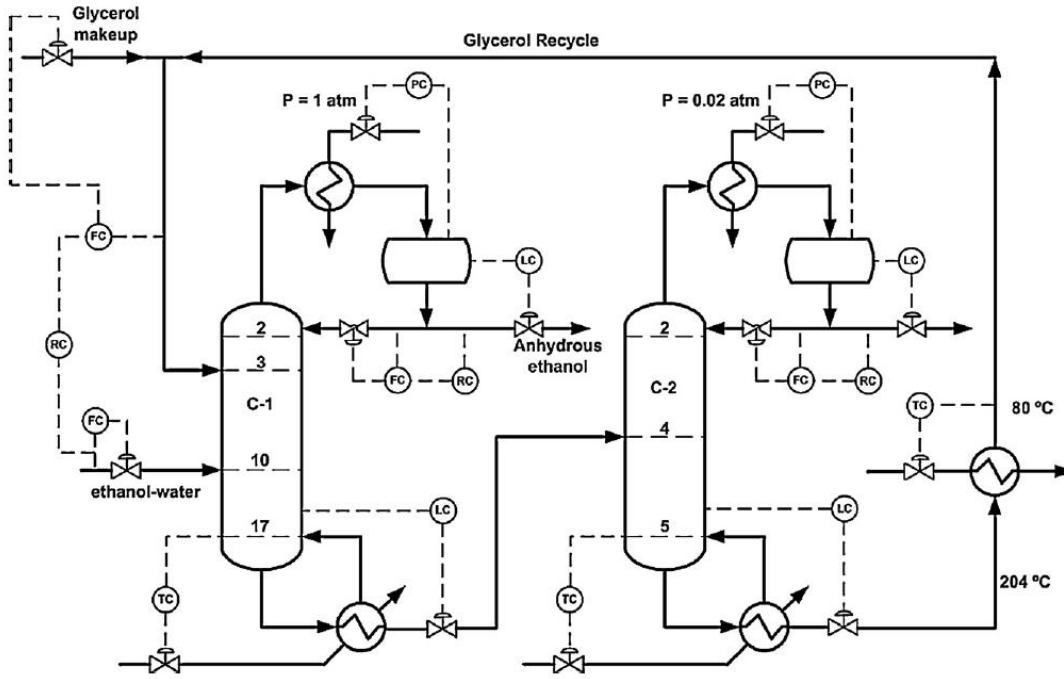 Glycerol
makeup
Glycerol Recycle
P = 1 atm
PC
P = 0.02 atm
PC
FC
LC
LC
RC
2
Anhydrous
ethanol
2
3
FC
RC
FC
RC
C-1
C-2
TC
80 ºC
FC
4
10
ethanol-water
LC
LC
17
5
204 ºC
TC
TC